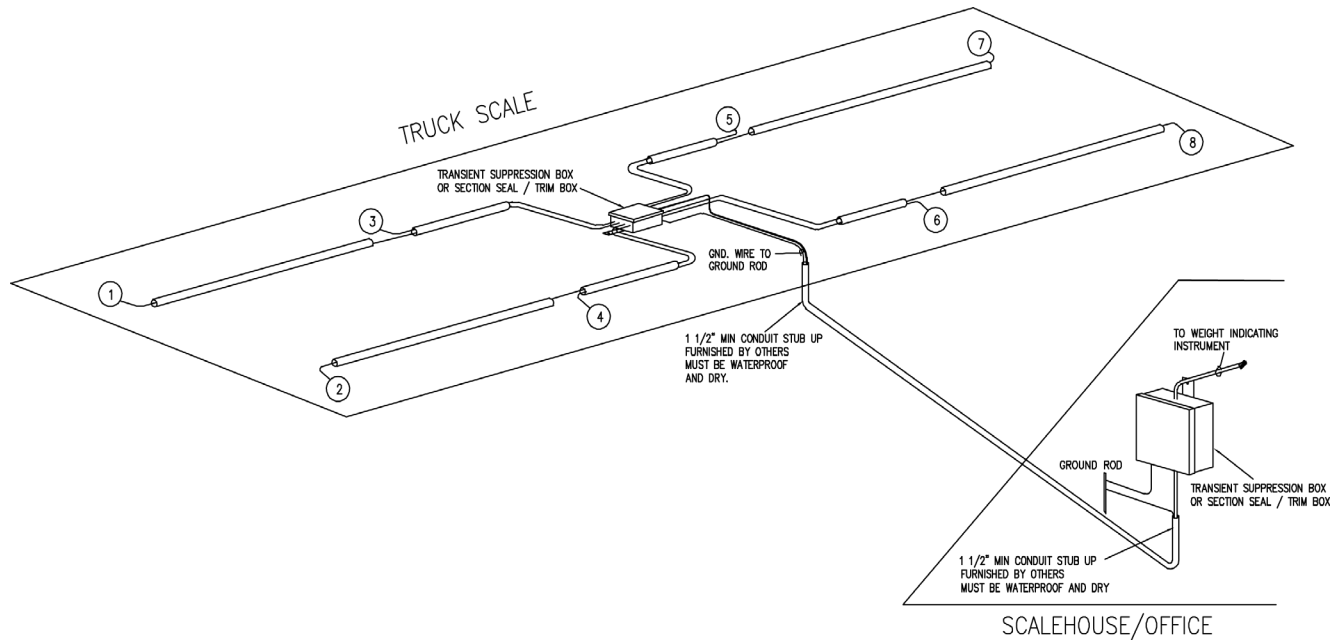 TRUCK SCALE
7
5
8
TRANSIENT SUPPRESSION BOX
OR SECTION SEAL / TRIM BOX
3
6
GND. WIRE TO
GROUND ROD
1
4
2
1 1/2" MIN CONDUIT STUB UP
FURNISHED BY OTHERS
MUST BE WATERPROOF
AND DRY.
TO WEIGHT INDICATING
INSTRUMENT
GROUND ROD
TRANSIENT SUPPRESSION BOX
OR SECTION SEAL / TRIM BOX
1 1/2" MIN CONDUIT STUB UP
FURNISHED BY OTHERS
MUST BE WATERPROOF AND DRY
SCALEHOUSE/OFFICE